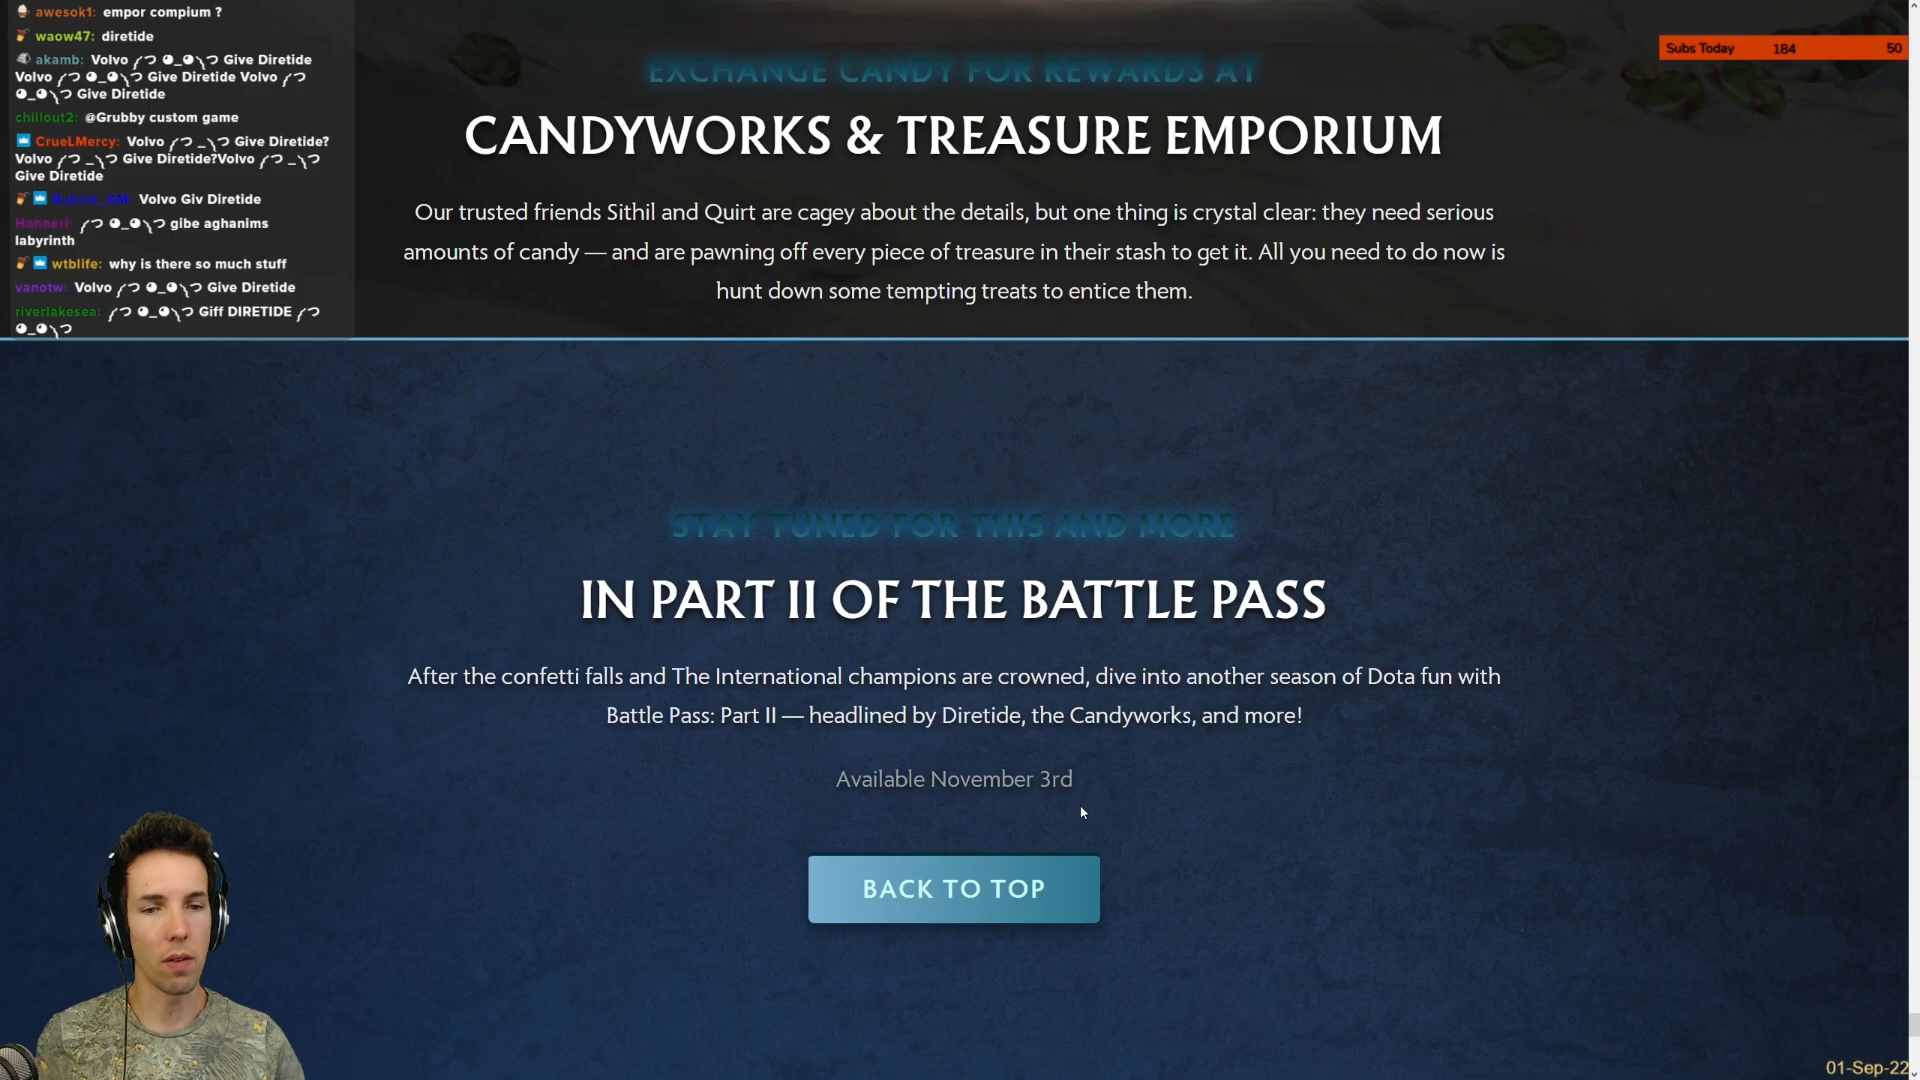 awesok1: empor compium ?
waow47: diretide
akamb: Volvo ༼つ ◕_◕༽つ Give Diretide
Volvo ༼つ ◕_◕༽つ Give Diretide Volvo ༼つ
◕_◕༽つ Give Diretide
chillout2: @Grubby custom game
CrueLMercy: Volvo ༼つ _༽つ Give Diretide?
Volvo ༼つ _༽つ Give Diretide?Volvo ༼つ _༽つ
Give Diretide
Rubick_GM: Volvo Giv Diretide
Hohneri: ༼つ ◕_◕༽つ gibe aghanims
labyrinth
wtblife: why is there so much stuff
vanotw: Volvo ༼つ ◕_◕༽つ Give Diretide
riverlakesea: ༼つ ◕_◕༽つ Giff DIRETIDE ༼つ
◕_◕༽つ
Subs Today 184 50
EXCHANGE CANDY FOR REWARDS AT
CANDYWORKS & TREASURE EMPORIUM
Our trusted friends Sithil and Quirt are cagey about the details, but one thing is crystal clear: they need serious
amounts of candy — and are pawning off every piece of treasure in their stash to get it. All you need to do now is
hunt down some tempting treats to entice them.
STAY TUNED FOR THIS AND MORE
IN PART II OF THE BATTLE PASS
After the confetti falls and The International champions are crowned, dive into another season of Dota fun with
Battle Pass: Part II — headlined by Diretide, the Candyworks, and more!
Available November 3rd
BACK TO TOP
01-Sep-22